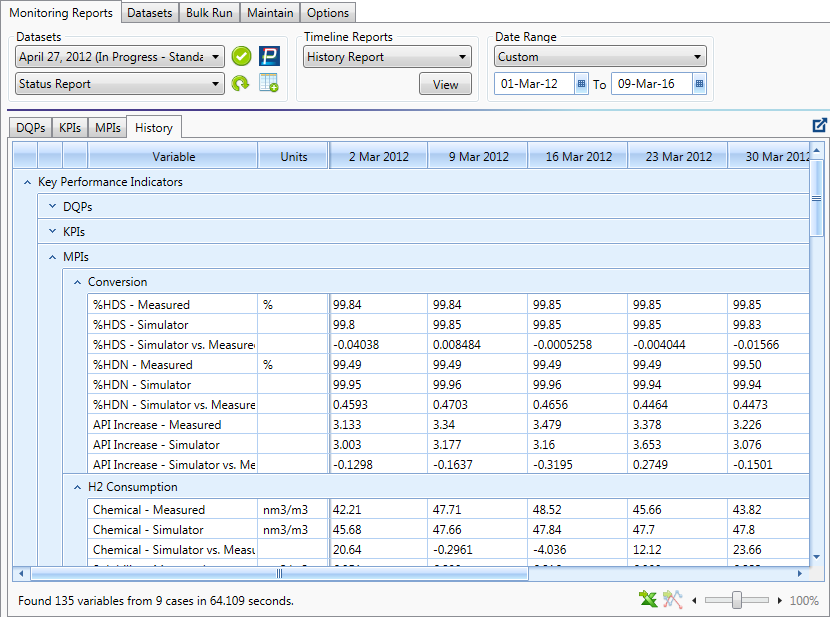 Monitoring Reports Datasets Bulk Run Maintain Options
Datasets Timeline Reports Date Range
April 27, 2012 (In Progress - Standa History Report Custom
Status Report View 01-Mar-12 To 09-Mar-16
DQPs KPIs MPIs History
Variable Units 2 Mar 2012 9 Mar 2012 16 Mar 2012 23 Mar 2012 30 Mar 2012
Key Performance Indicators
DQPs
KPIs
MPIs
Conversion
%HDS - Measured % 99.84 99.84 99.85 99.85 99.85
%HDS - Simulator 99.8 99.85 99.85 99.85 99.83
%HDS - Simulator vs. Measure -0.04038 0.008484 -0.0005258 -0.004044 -0.01566
%HDN - Measured % 99.49 99.49 99.49 99.49 99.50
%HDN - Simulator 99.95 99.96 99.96 99.94 99.94
%HDN - Simulator vs. Measure 0.4593 0.4703 0.4656 0.4464 0.4473
API Increase - Measured 3.133 3.34 3.479 3.378 3.226
API Increase - Simulator 3.003 3.177 3.16 3.653 3.076
API Increase - Simulator vs. Me -0.1298 -0.1637 -0.3195 0.2749 -0.1501
H2 Consumption
Chemical - Measured nm3/m3 42.21 47.71 48.52 45.66 43.82
Chemical - Simulator nm3/m3 45.68 47.66 47.84 47.7 47.8
Chemical - Simulator vs. Measu 20.64 -0.2961 -4.036 12.12 23.66
Found 135 variables from 9 cases in 64.109 seconds. 100%